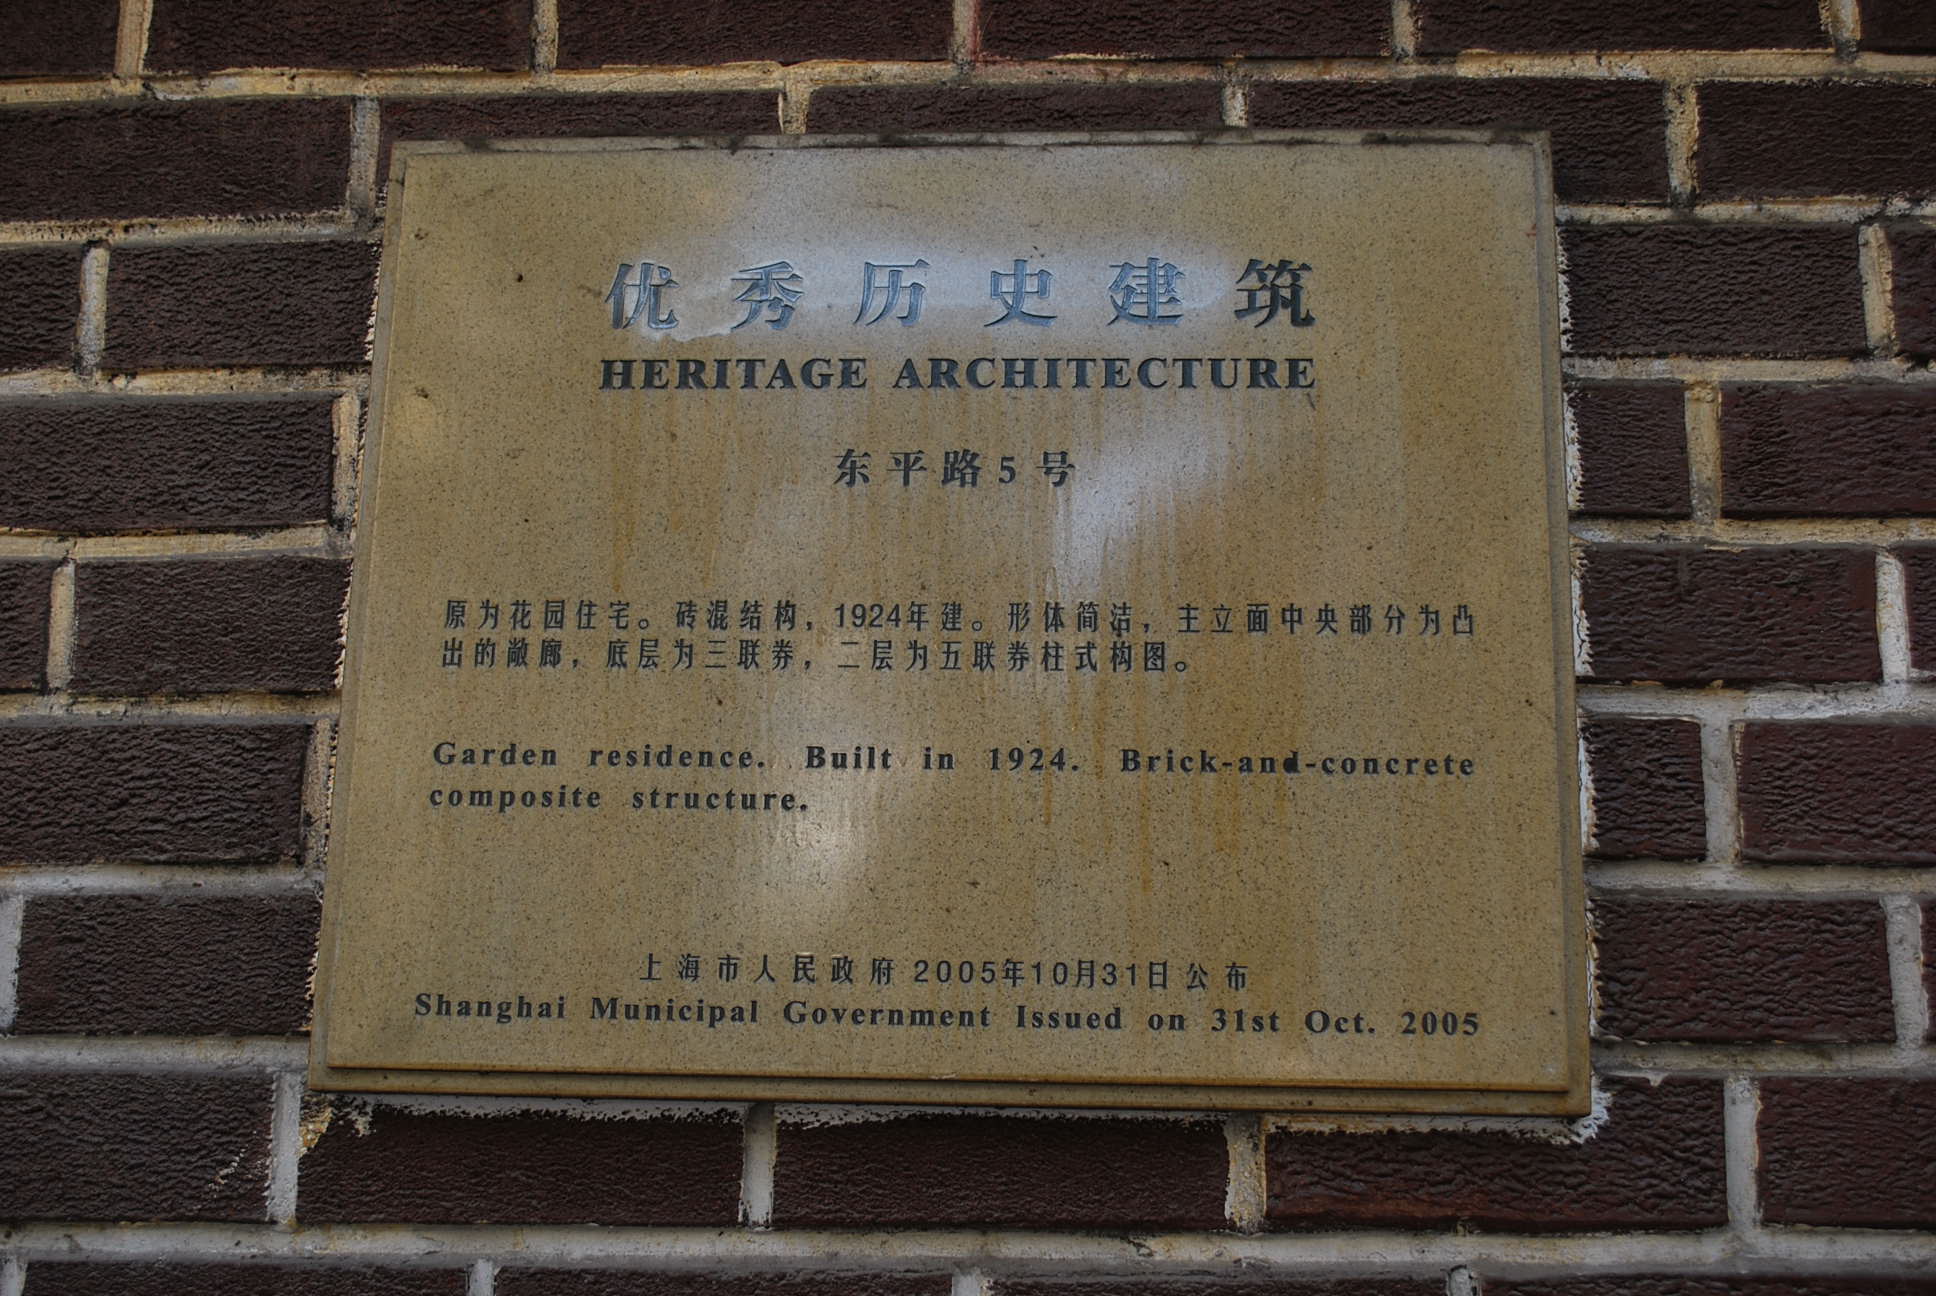 优秀历史建筑
HERITAGE ARCHITECTURE
东平路5号
原为花园住宅。砖混结构，1924年建。形体简洁，主立面中央部分为凸
出的敞廊，底层为三联券，二层为五联券柱式构图。
Garden residence. Built in 1924. Brick-and-concrete
composite structure.
上海市人民政府 2005年10月31日公布
Shanghai Municipal Government Issued on 31st Oct. 2005